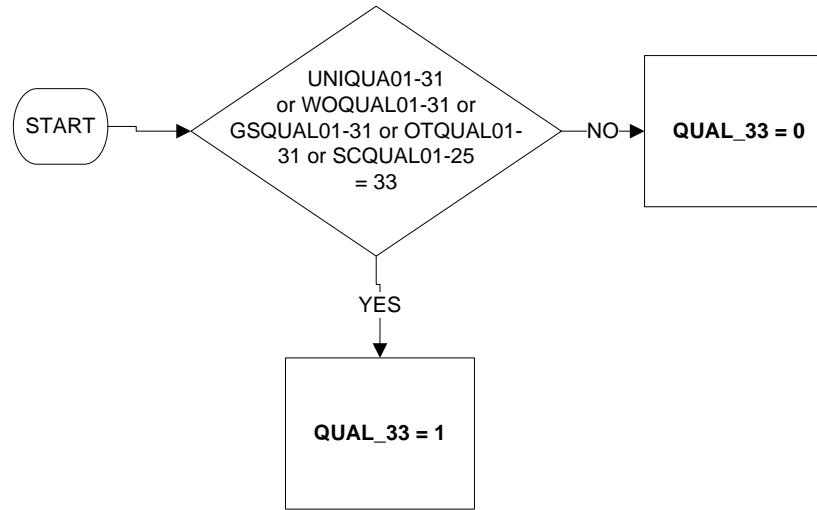 START
UNIQUA01-31
or WOQUAL01-31 or
GSQUAL01-31 or OTQUAL01-
31 or SCQUAL01-25
= 33
NO
QUAL_33 = 0
YES
QUAL_33 = 1